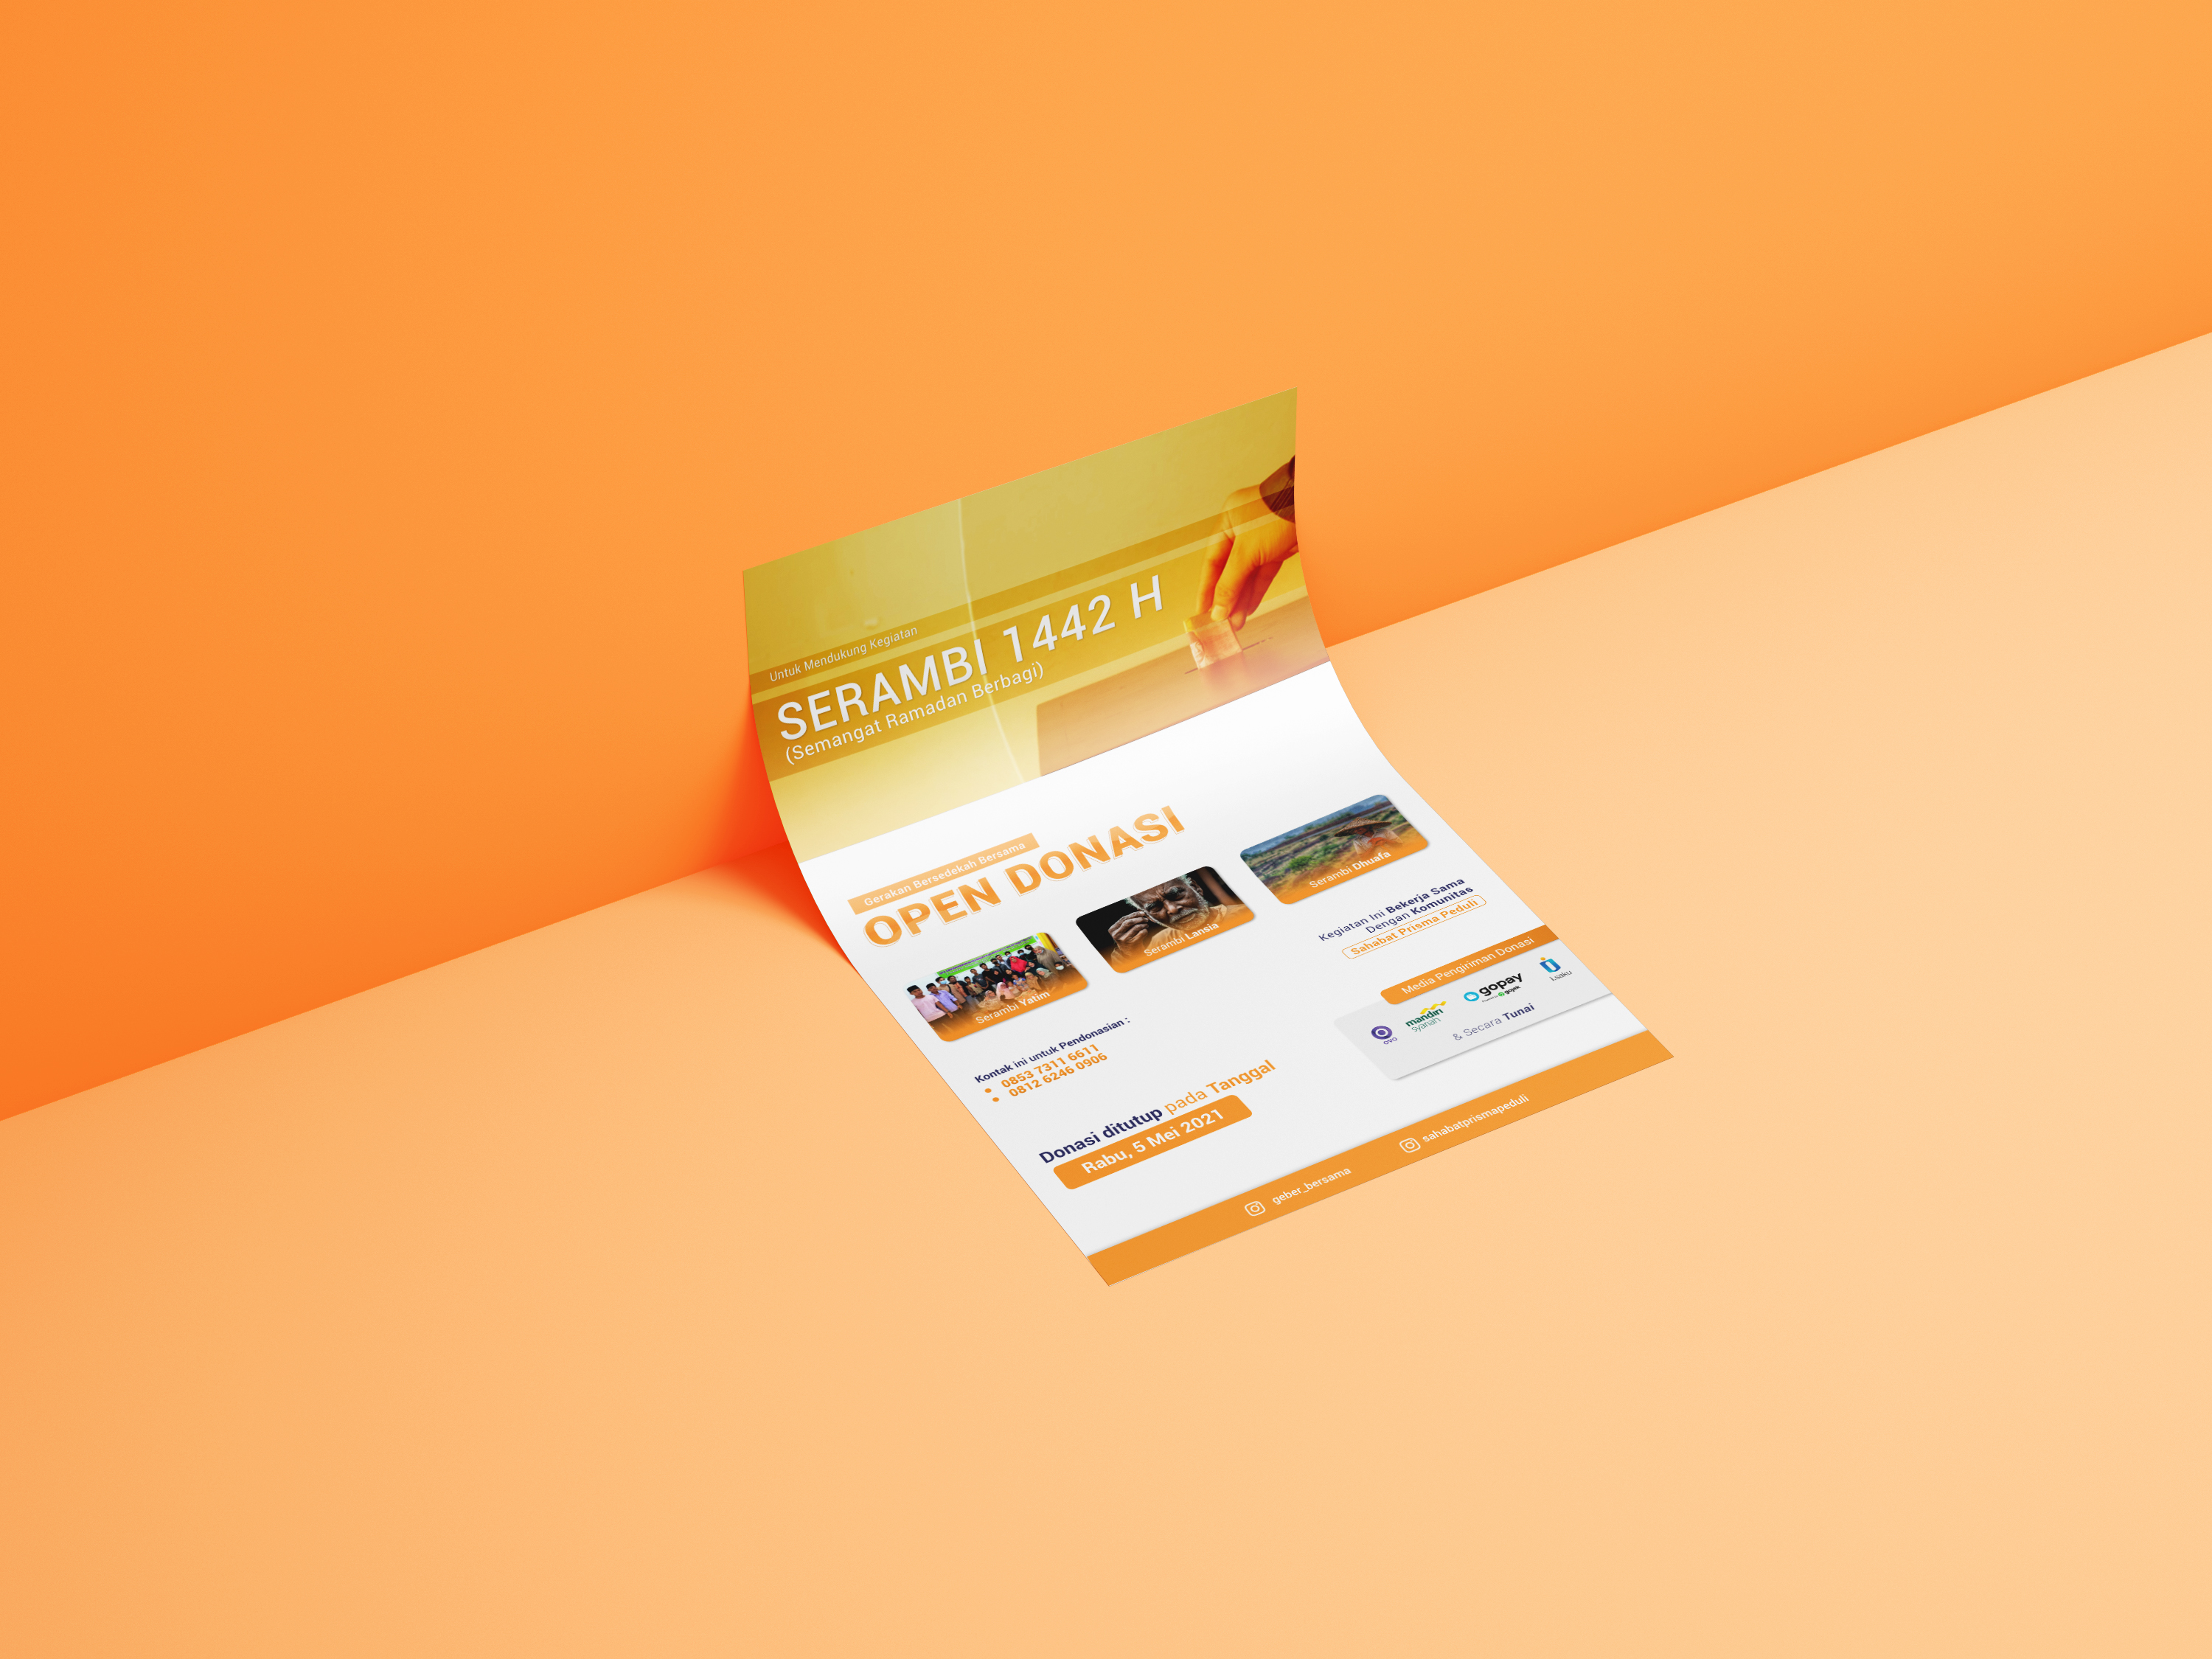 Untuk Mendukung Kegiatan
SERAMBI 1442 H
(Semangat Ramadan Berbagi)
Gerakan Bersedekah Bersama
OPEN DONASI
Serambi Yatim
Serambi Lansia
Serambi Dhuafa
Kegiatan Ini Bekerja Sama
Dengan Komunitas
Sahabat Prisma Peduli
Kontak ini untuk Pendonasian :
0853 7311 6611
0812 6246 0906
Media Pengiriman Donasi
OVO
mandiri
syariah
gopay
gojek
i.saku
& Secara Tunai
Donasi ditutup pada Tanggal
Rabu, 5 Mei 2021
geber_bersama
sahabatprismapeduli